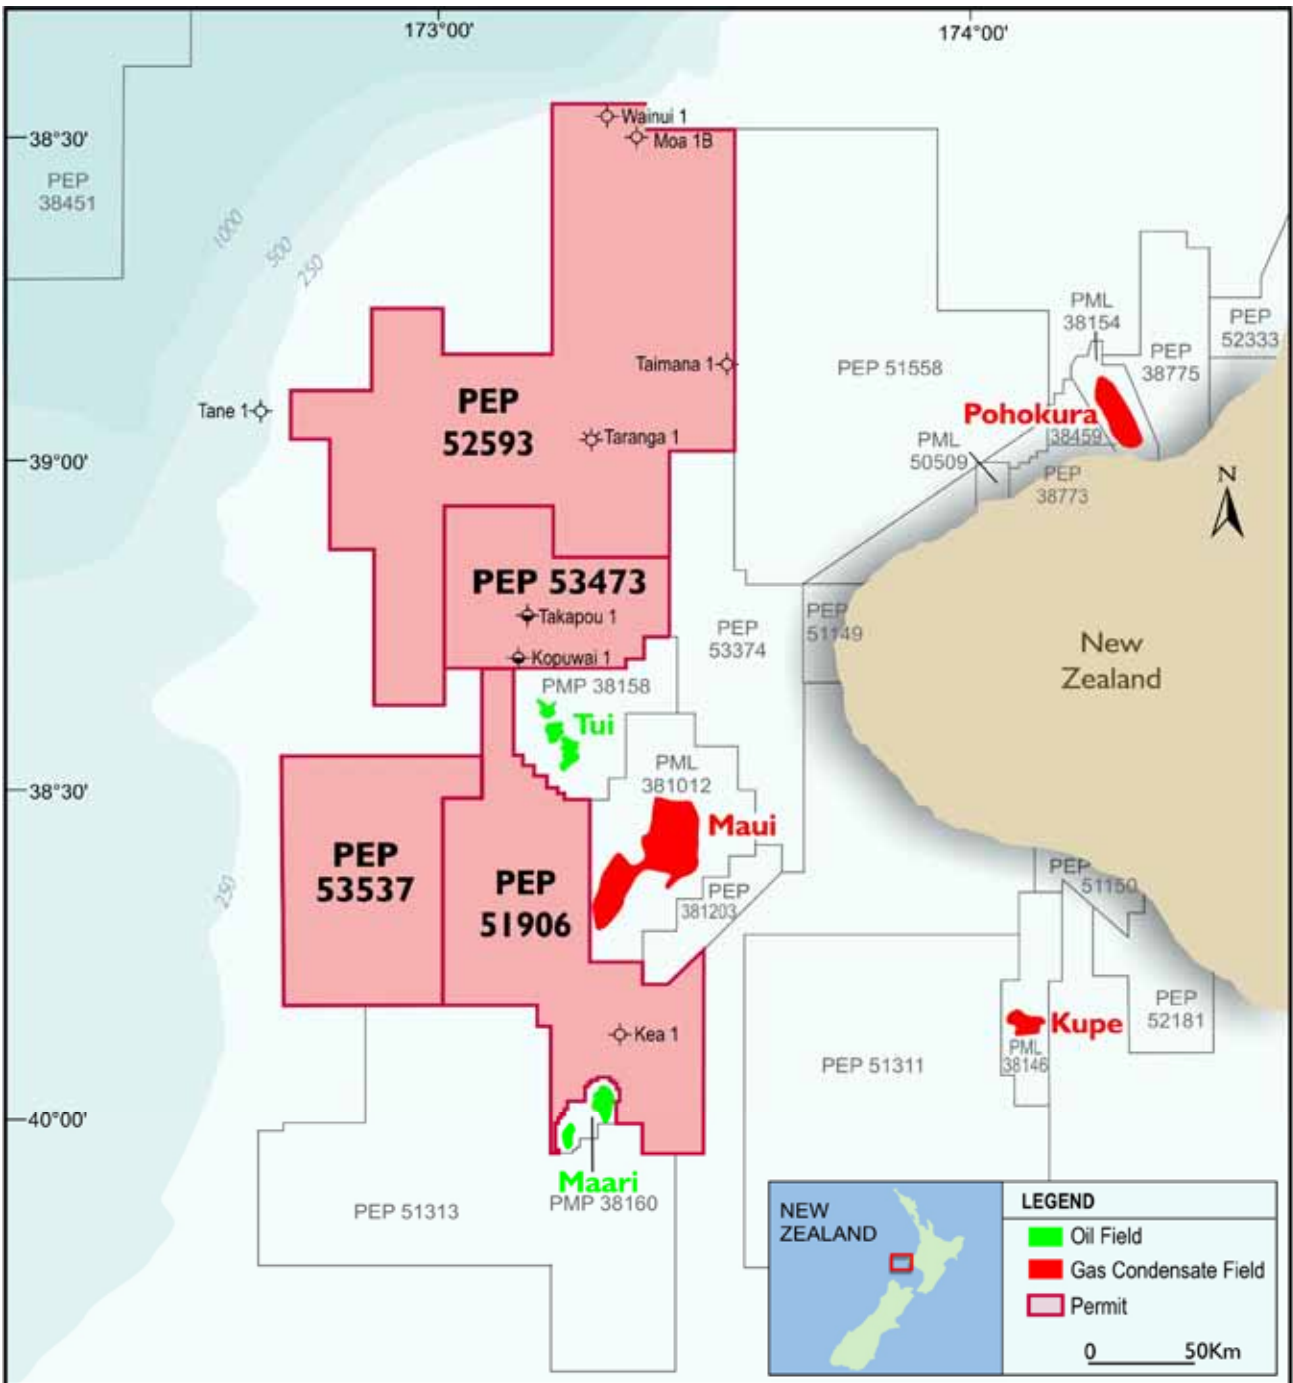 173°00'
174°00'
Wainui 1
38°30'
Moa 1B
PEP
38451
1000
500
250
PML
38154
PEP
52333
PEP
38775
Taimana 1
PEP 51558
Tane 1
PEP
52593
Pohokura
38459
Taranga 1
PML
50509
39°00'
PEP
38773
N
PEP 53473
Takapou 1
PEP
51149
PEP
53374
New
Zealand
Kopuwai 1
PMP 38158
Tui
PML
381012
38°30'
Maui
PEP
53537
PEP
51906
PEP
381203
PEP
51150
250
PEP
52181
Kupe
Kea 1
PML
38146
PEP 51311
40°00'
Maari
PMP 38160
PEP 51313
NEW
ZEALAND
LEGEND
Oil Field
Gas Condensate Field
Permit
0 50Km